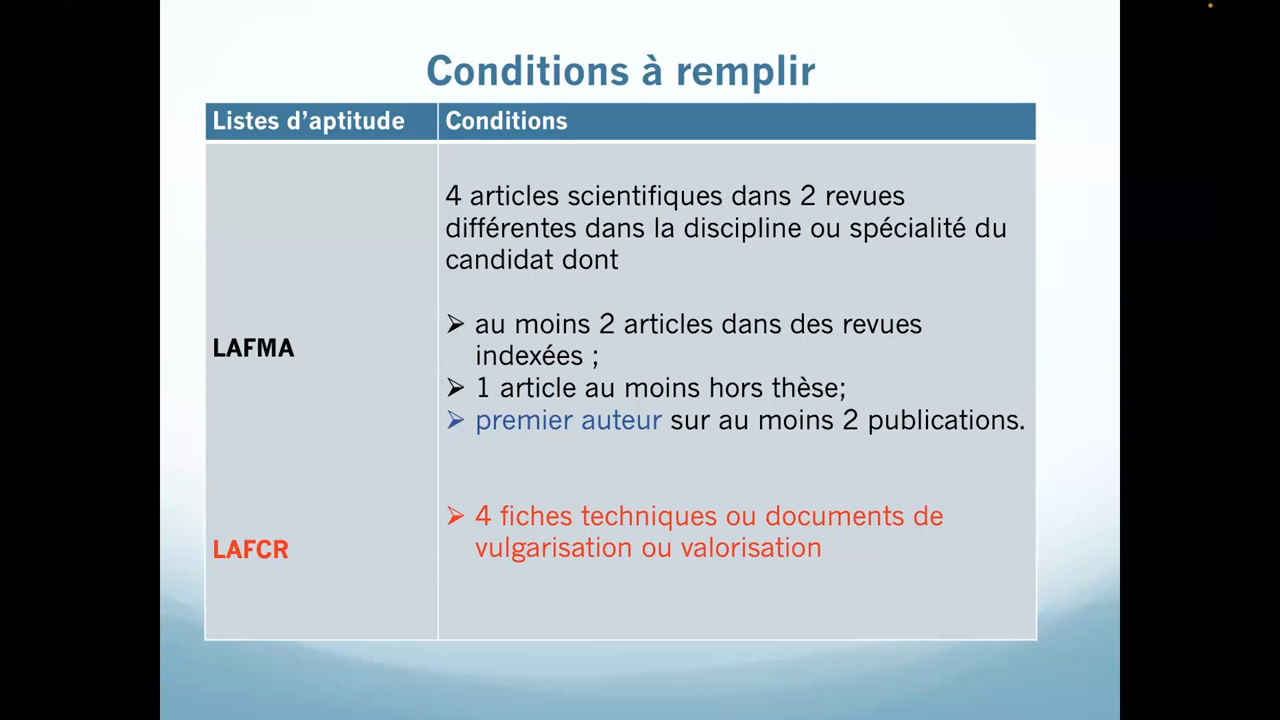 Conditions à remplir
Listes d’aptitude
Conditions
4 articles scientifiques dans 2 revues
différentes dans la discipline ou spécialité du
candidat dont
➢ au moins 2 articles dans des revues
indexées ;
➢ 1 article au moins hors thèse;
➢ premier auteur sur au moins 2 publications.
LAFMA
➢ 4 fiches techniques ou documents de
vulgarisation ou valorisation
LAFCR